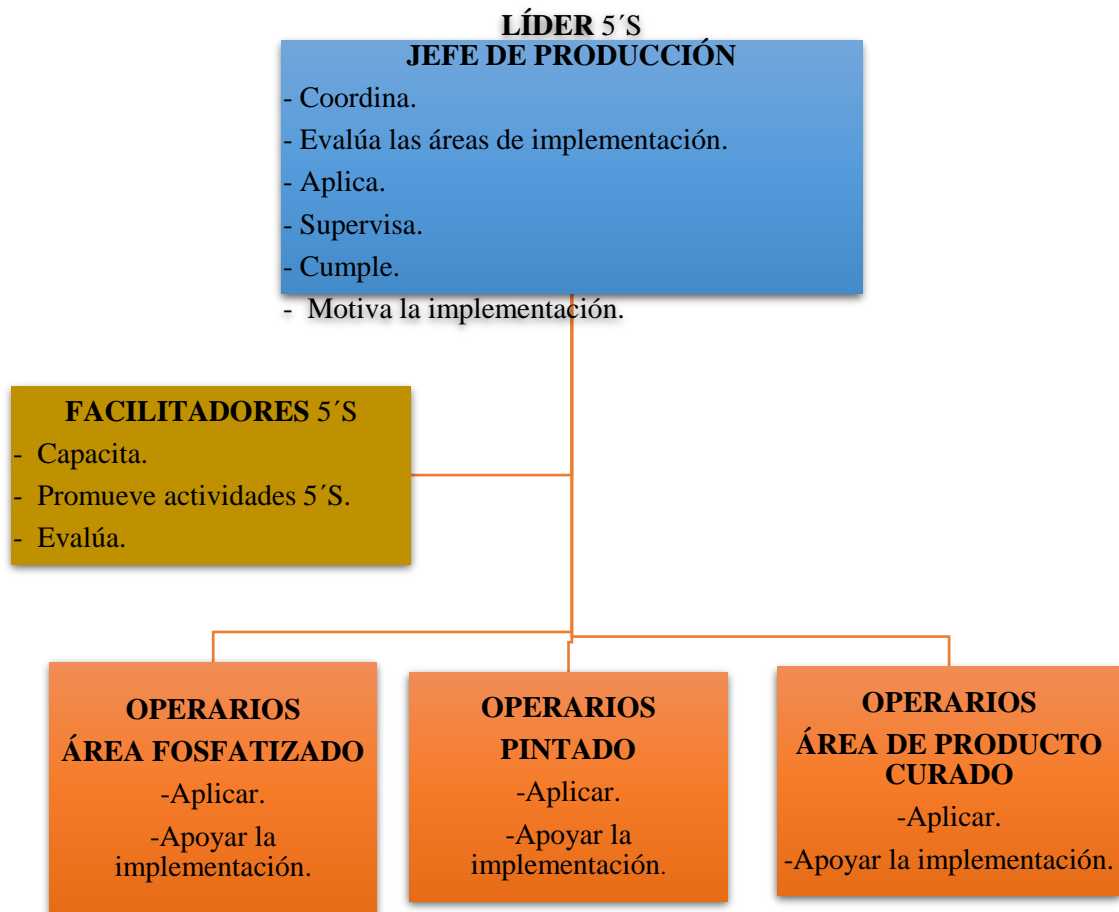 LÍDER 5´S
JEFE DE PRODUCCIÓN
- Coordina.
- Evalúa las áreas de implementación.
- Aplica.
- Supervisa.
- Cumple.
- Motiva la implementación.
FACILITADORES 5´S
- Capacita.
- Promueve actividades 5´S.
- Evalúa.
OPERARIOS
ÁREA FOSFATIZADO
-Aplicar.
-Apoyar la
implementación.
OPERARIOS
PINTADO
-Aplicar.
-Apoyar la
implementación.
OPERARIOS
ÁREA DE PRODUCTO
CURADO
-Aplicar.
-Apoyar la implementación.